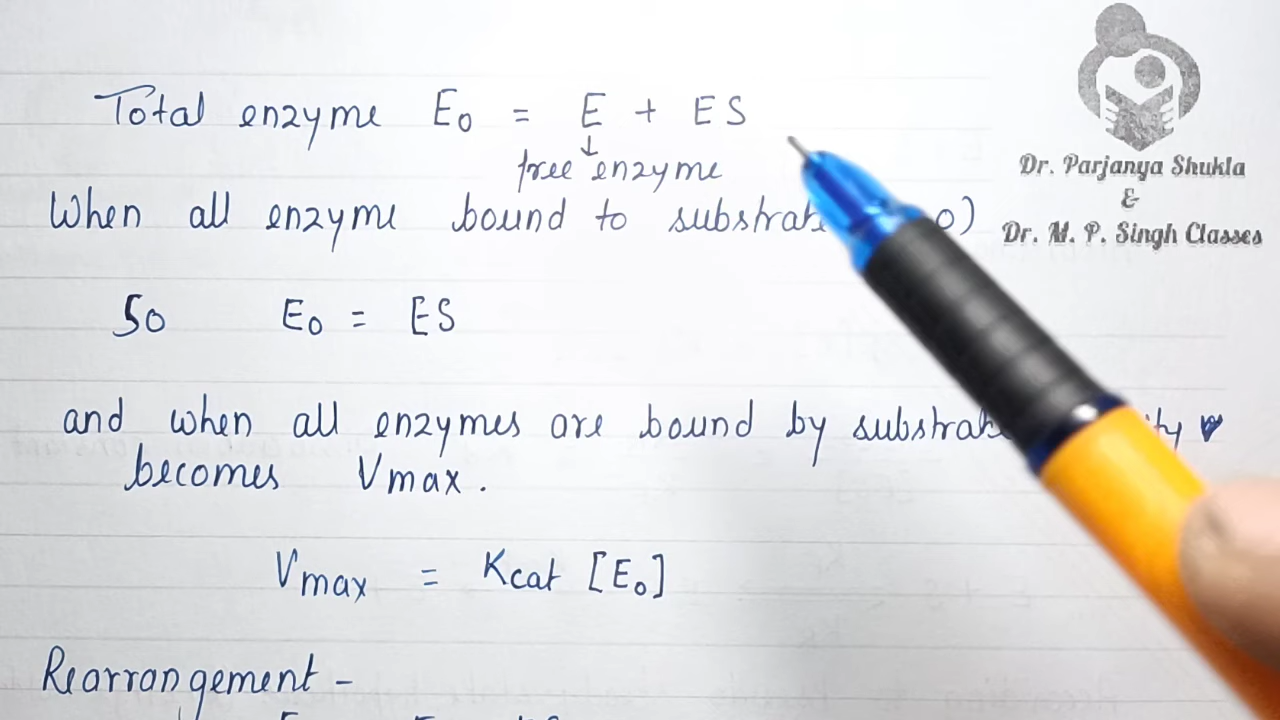 Total enzyme E₀ = E + ES
↓
free enzyme
When all enzyme bound to
So E₀ = ES
and when all enzymes are bound by
becomes Vmax.
Vmax = Kcat [E₀]
Rearrangement -
Dr. Parjanya Shukla
&
Dr. M. P. Singh Classes